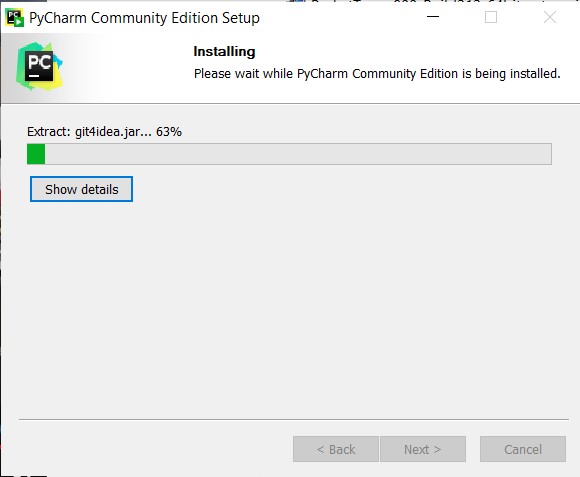 PyCharm Community Edition Setup
PC
Installing
Please wait while PyCharm Community Edition is being installed.
Extract: git4idea.jar... 63%
Show details
< Back
Next >
Cancel